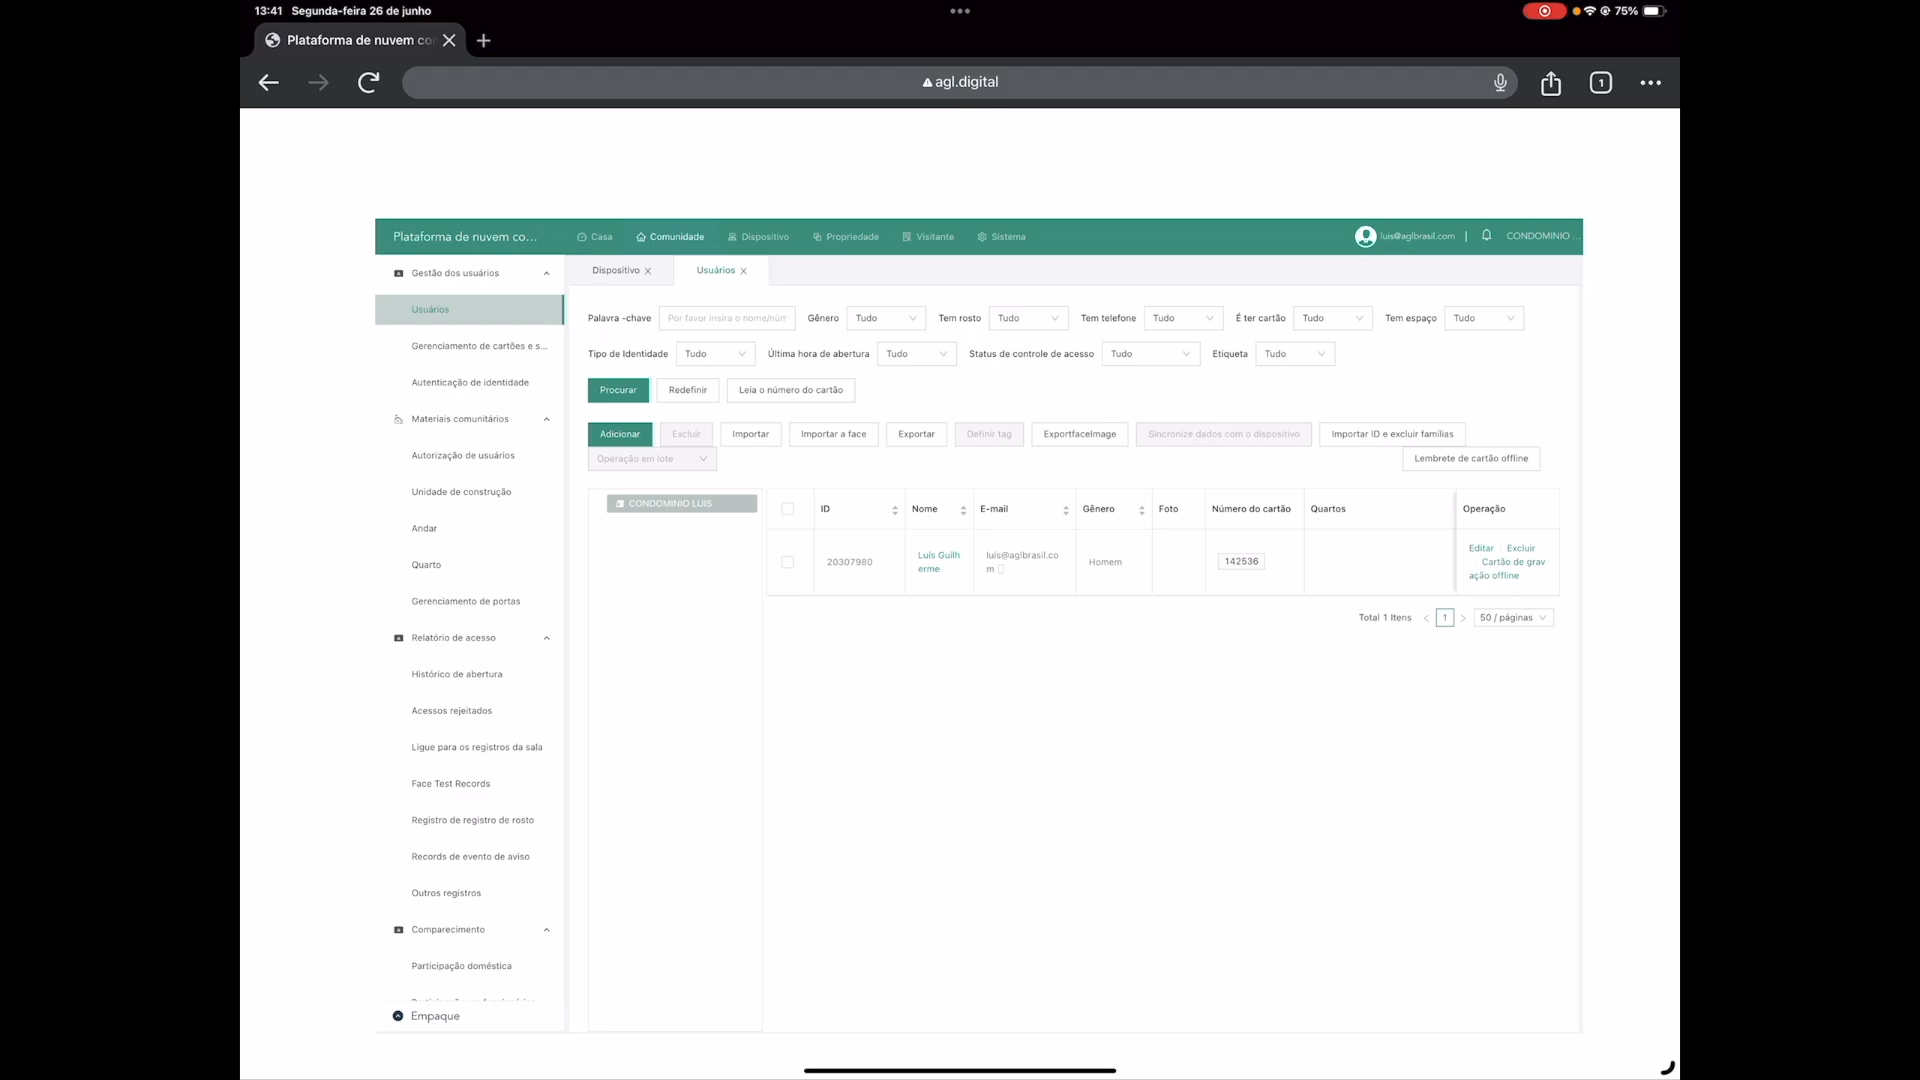 13:41 Segunda-feira 26 de junho
75%
Plataforma de nuvem co
agl.digital
1
Plataforma de nuvem co...
Casa
Comunidade
Dispositivo
Propriedade
Visitante
Sistema
luis@aglbrasil.com
CONDOMINIO ...
Gestão dos usuários
Usuários
Gerenciamento de cartões e s...
Autenticação de identidade
Materiais comunitários
Autorização de usuários
Unidade de construção
Andar
Quarto
Gerenciamento de portas
Relatório de acesso
Histórico de abertura
Acessos rejeitados
Ligue para os registros da sala
Face Test Records
Registro de registro de rosto
Records de evento de aviso
Outros registros
Comparecimento
Participação doméstica
Empaque
Dispositivo
Usuários
Palavra -chave
Por favor insira o nome/núm
Gênero
Tudo
Tem rosto
Tudo
Tem telefone
Tudo
É ter cartão
Tudo
Tem espaço
Tudo
Tipo de Identidade
Tudo
Última hora de abertura
Tudo
Status de controle de acesso
Tudo
Etiqueta
Tudo
Procurar
Redefinir
Leia o número do cartão
Adicionar
Excluir
Importar
Importar a face
Exportar
Definir tag
ExportfaceImage
Sincronize dados com o dispositivo
Importar ID e excluir famílias
Operação em lote
Lembrete de cartão offline
CONDOMINIO LUIS
ID
Nome
E-mail
Gênero
Foto
Número do cartão
Quartos
Operação
20307980
Luís Guilh
erme
luis@aglbrasil.co
m
Homem
142536
Editar
Excluir
Cartão de grav
ação offline
Total 1 Itens
1
50 / páginas